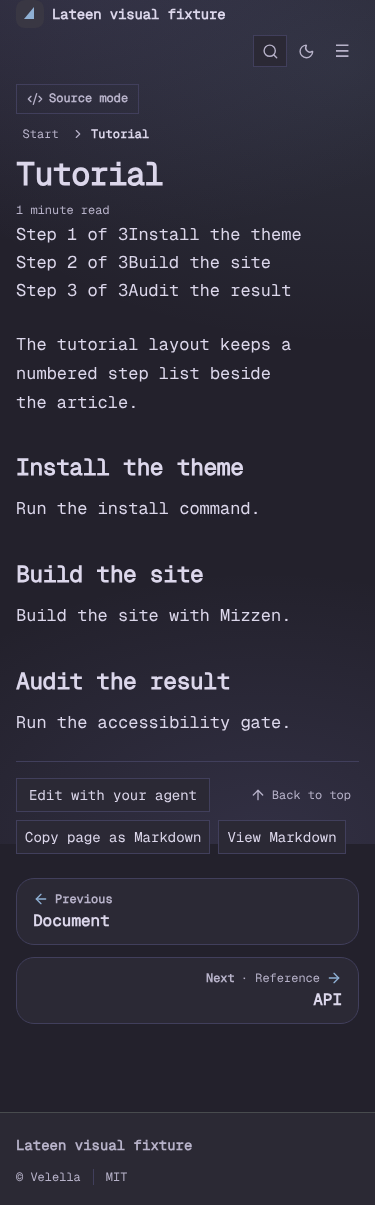 Lateen visual fixture
Source mode
Start > Tutorial
Tutorial
1 minute read
Step 1 of 3Install the theme
Step 2 of 3Build the site
Step 3 of 3Audit the result
The tutorial layout keeps a
numbered step list beside
the article.
Install the theme
Run the install command.
Build the site
Build the site with Mizzen.
Audit the result
Run the accessibility gate.
Edit with your agent
Back to top
Copy page as Markdown
View Markdown
Previous
Document
Next · Reference
API
Lateen visual fixture
© Velella
MIT